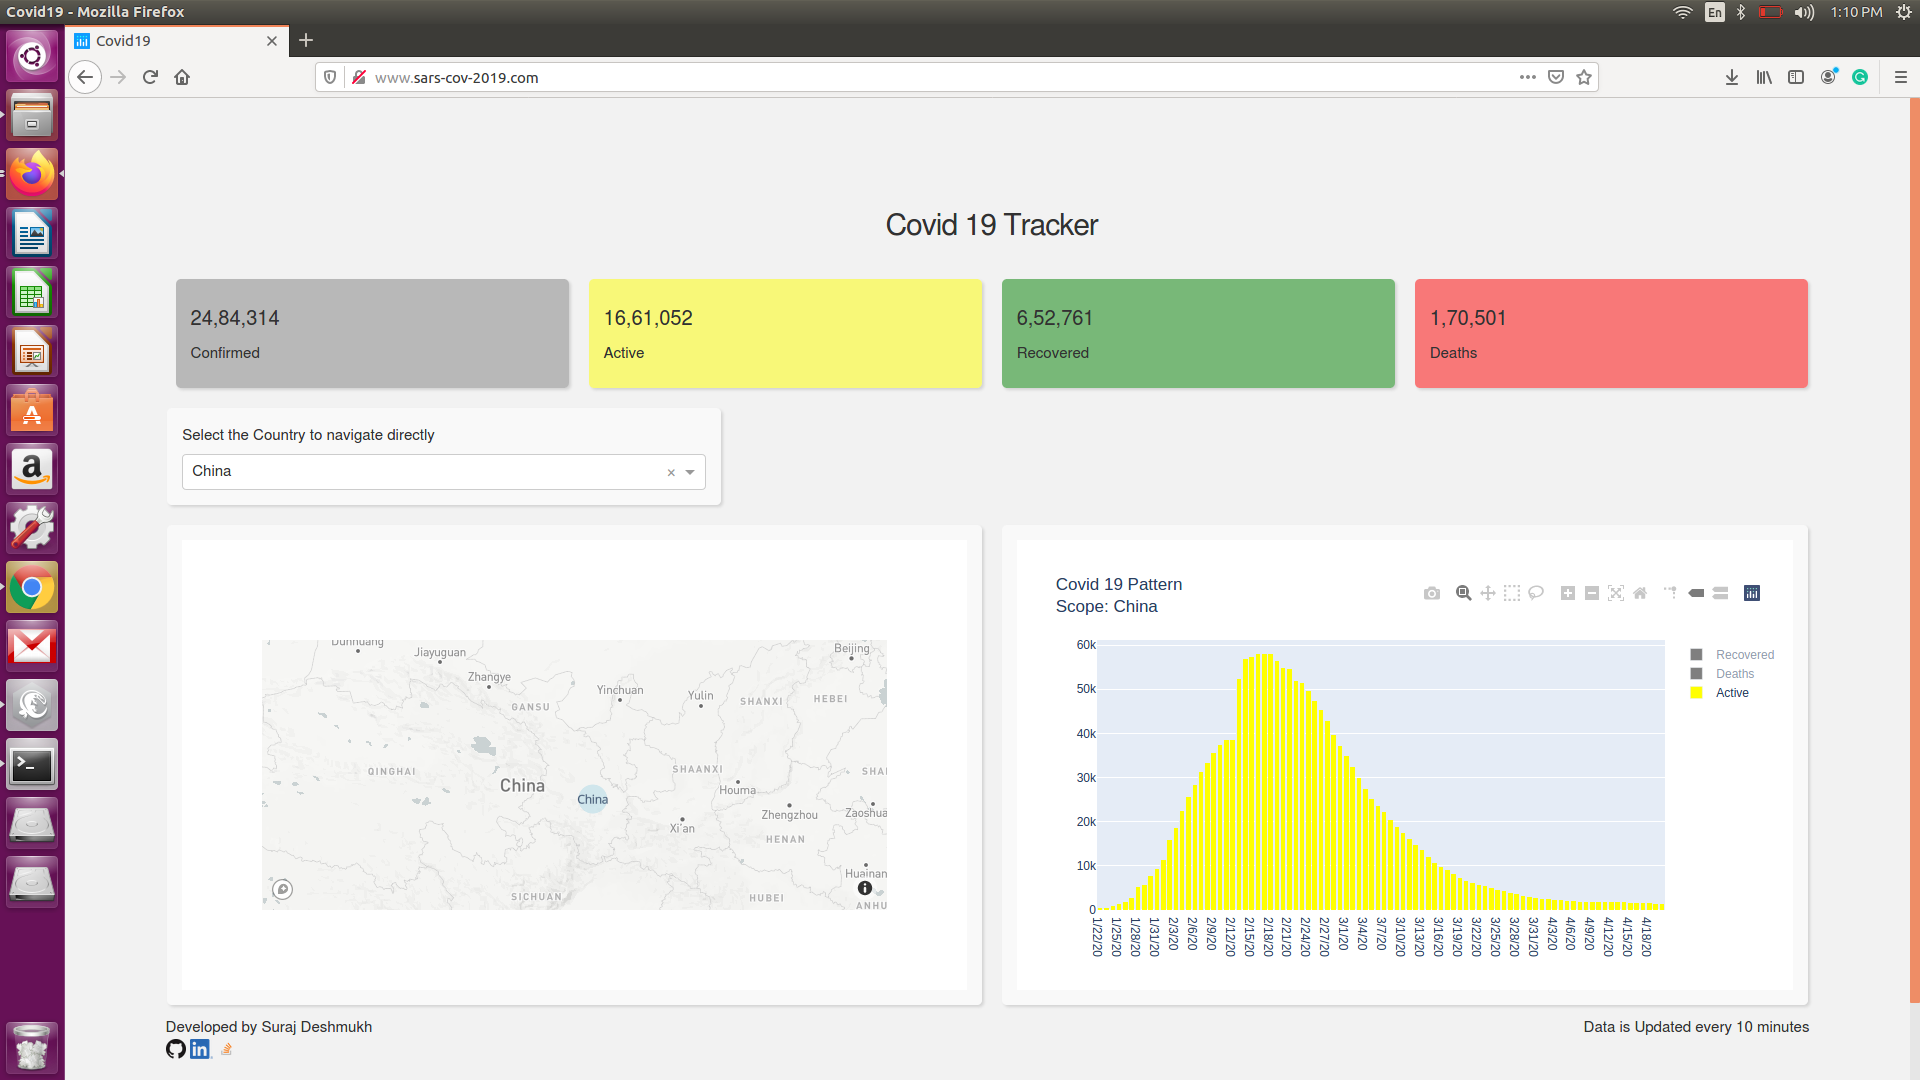 Covid19 - Mozilla Firefox
En
1:10 PM
Covid19
www.sars-cov-2019.com
Covid 19 Tracker
24,84,314
Confirmed
16,61,052
Active
6,52,761
Recovered
1,70,501
Deaths
Select the Country to navigate directly
China
Dunhuang
Jiayuguan
Beijing
Zhangye
Yinchuan
Yulin
SHANXI
HEBEI
GANSU
QINGHAI
SHAANXI
SHA
China
China
Houma
Zhengzhou
Zaoshua
Xi'an
HENAN
Huainan
SICHUAN
HUBEI
ANHU
Covid 19 Pattern
Scope: China
60k
50k
40k
30k
20k
10k
0
1/22/20
1/25/20
1/28/20
1/31/20
2/3/20
2/6/20
2/9/20
2/12/20
2/15/20
2/18/20
2/21/20
2/24/20
2/27/20
3/1/20
3/4/20
3/7/20
3/10/20
3/13/20
3/16/20
3/19/20
3/22/20
3/25/20
3/28/20
3/31/20
4/3/20
4/6/20
4/9/20
4/12/20
4/15/20
4/18/20
Recovered
Deaths
Active
Developed by Suraj Deshmukh
Data is Updated every 10 minutes